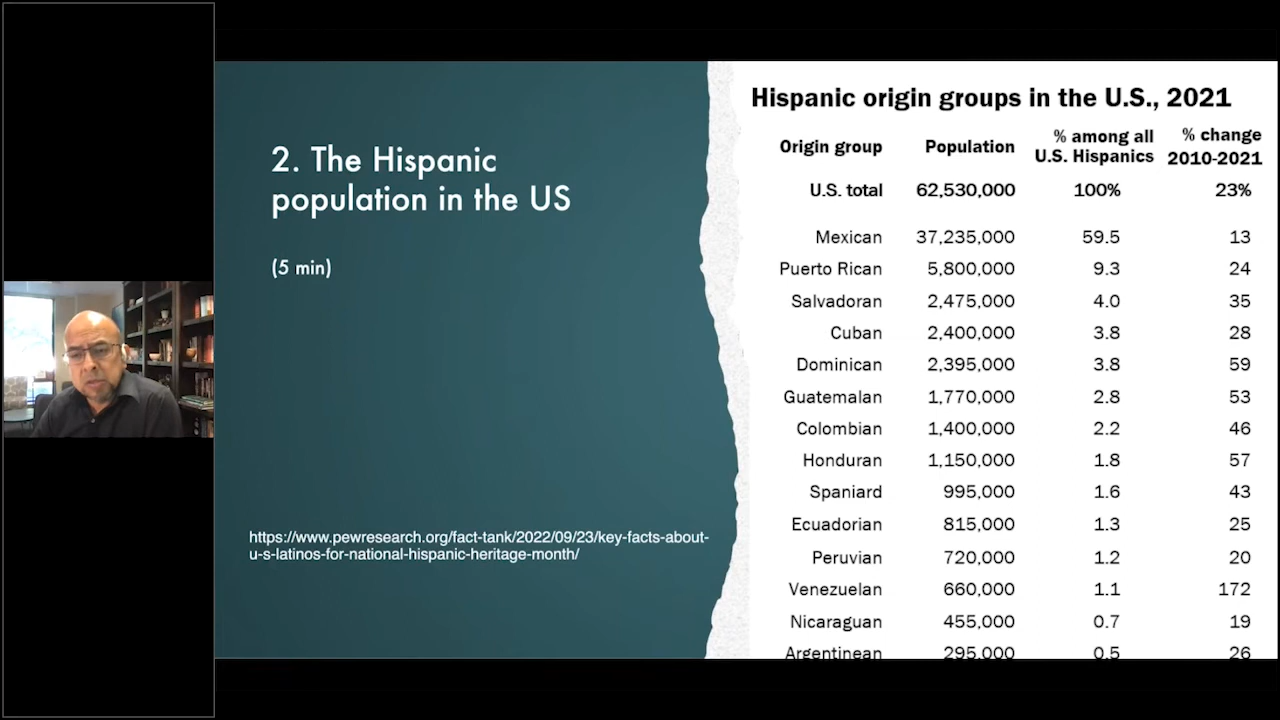 2. The Hispanic
population in the US
(5 min)
https://www.pewresearch.org/fact-tank/2022/09/23/key-facts-about-
u-s-latinos-for-national-hispanic-heritage-month/
Hispanic origin groups in the U.S., 2021
Origin group Population % among all U.S. Hispanics % change 2010-2021
U.S. total 62,530,000 100% 23%
Mexican 37,235,000 59.5 13
Puerto Rican 5,800,000 9.3 24
Salvadoran 2,475,000 4.0 35
Cuban 2,400,000 3.8 28
Dominican 2,395,000 3.8 59
Guatemalan 1,770,000 2.8 53
Colombian 1,400,000 2.2 46
Honduran 1,150,000 1.8 57
Spaniard 995,000 1.6 43
Ecuadorian 815,000 1.3 25
Peruvian 720,000 1.2 20
Venezuelan 660,000 1.1 172
Nicaraguan 455,000 0.7 19
Argentinean 295,000 0.5 26